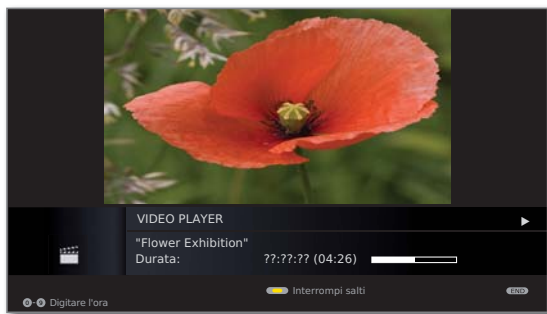 VIDEO PLAYER
"Flower Exhibition"
Durata: ??:??:?? (04:26)
Interrompi salti
END
0-9 Digitare l'ora